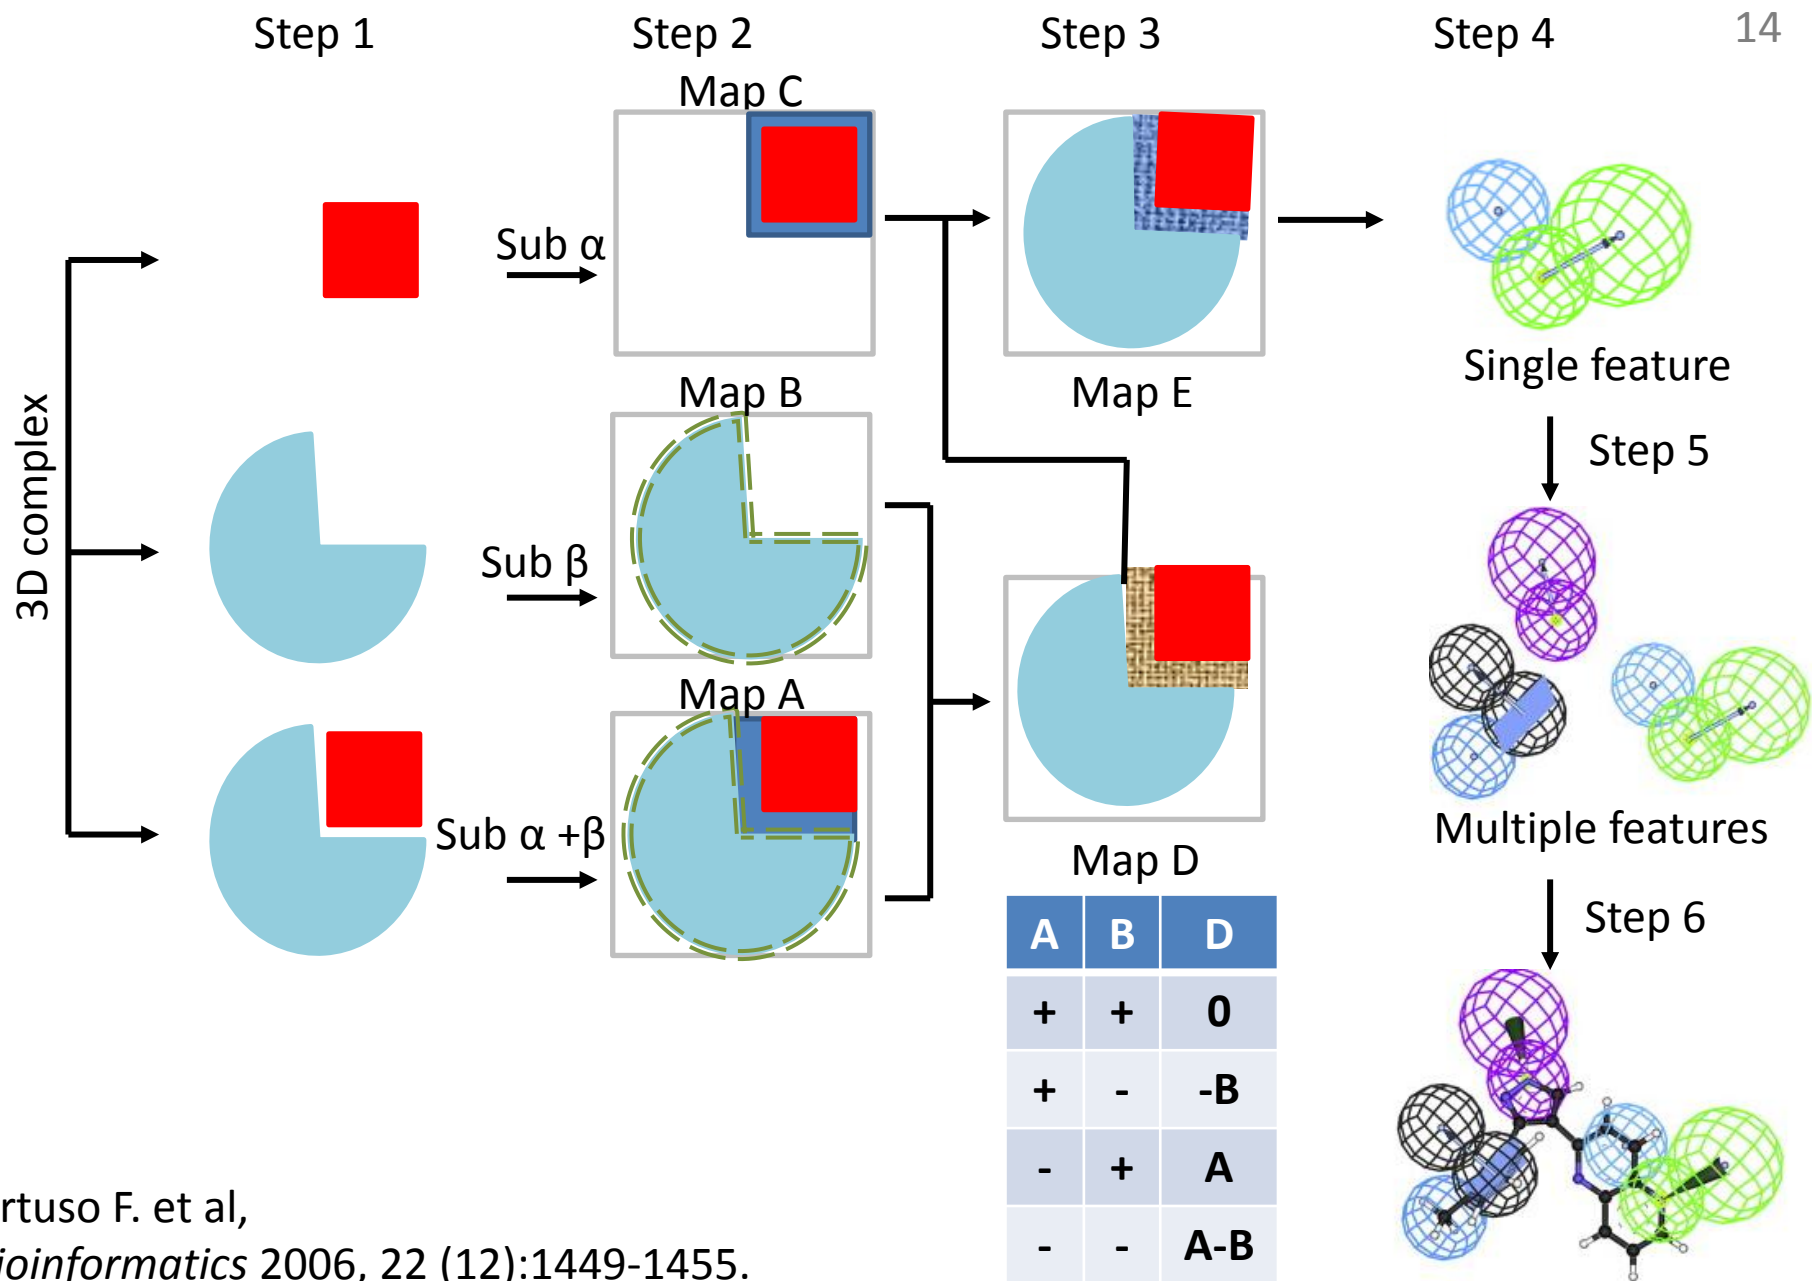 Step 1
Step 2
Step 3
Step 4
14
Map C
Sub α
Map E
Single feature
Step 5
3D complex
Map B
Sub β
Map A
Sub α +β
Map D
Multiple features
Step 6
A B D
+ + 0
+ - -B
- + A
- - A-B
rtuso F. et al,
ioinformatics 2006, 22 (12):1449-1455.